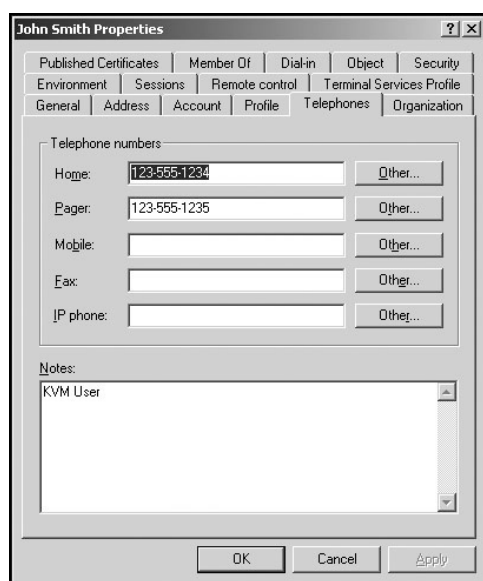 John Smith Properties ? X
Published Certificates Member Of Dial-in Object Security
Environment Sessions Remote control Terminal Services Profile
General Address Account Profile Telephones Organization
Telephone numbers
Home: 123-555-1234 Other...
Pager: 123-555-1235 Other...
Mobile: Other...
Fax: Other...
IP phone: Other...
Notes:
KVM User
OK Cancel Apply